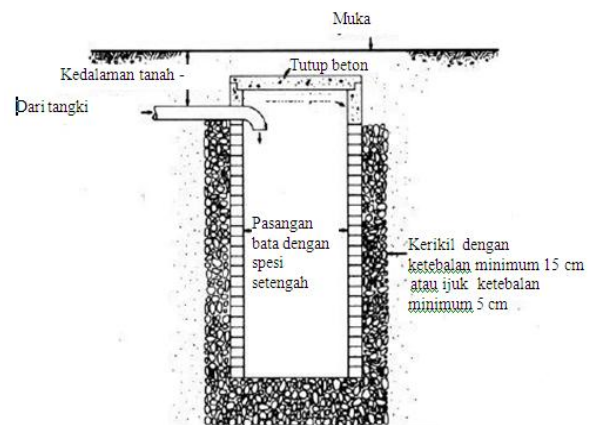 Muka
Tutup beton
Kedalaman tanah -
Dari tangki
Pasangan
bata dengan
spesi
setengah
Kerikil dengan
ketebalan minimum 15 cm
atau ijuk ketebalan
minimum 5 cm